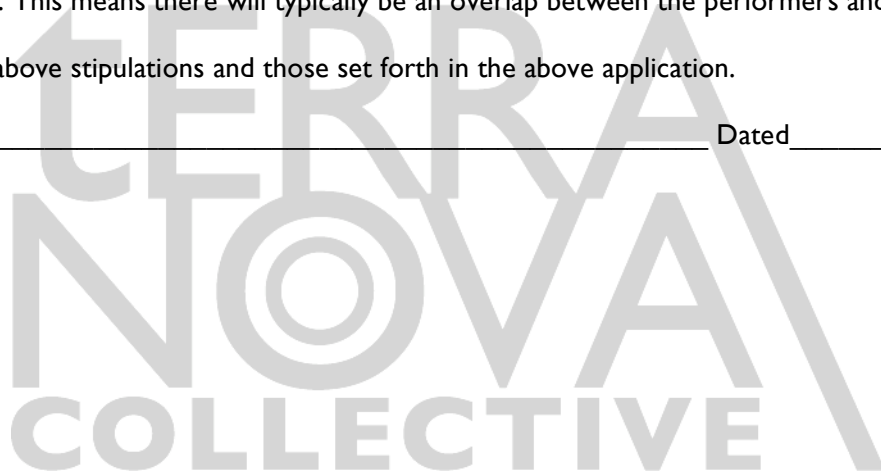 . This means there will typically be an overlap between the performers and
above stipulations and those set forth in the above application.
Dated
tERRA
NOVA
COLLECTIVE